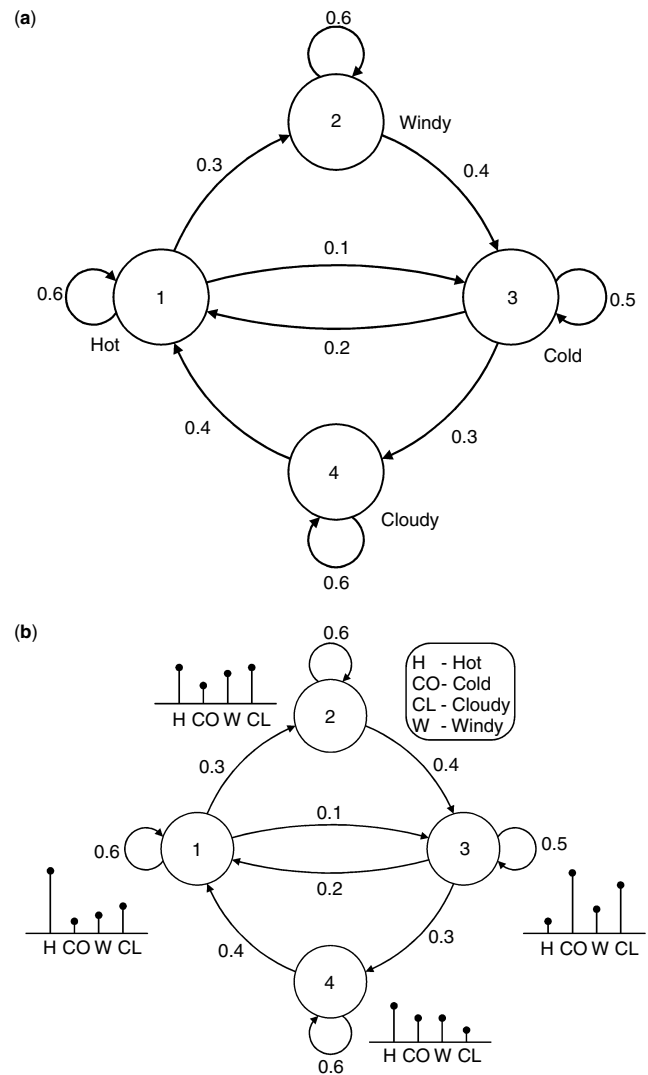 (a)
0.6
2
Windy
0.3
0.4
0.1
0.6
1
3
0.5
Hot
0.2
Cold
0.4
0.3
4
Cloudy
0.6
(b)
0.6
H - Hot
CO- Cold
CL - Cloudy
W - Windy
H CO W CL
2
0.3
0.4
0.1
0.6
1
3
0.5
0.2
H CO W CL
H CO W CL
0.4
0.3
4
H CO W CL
0.6